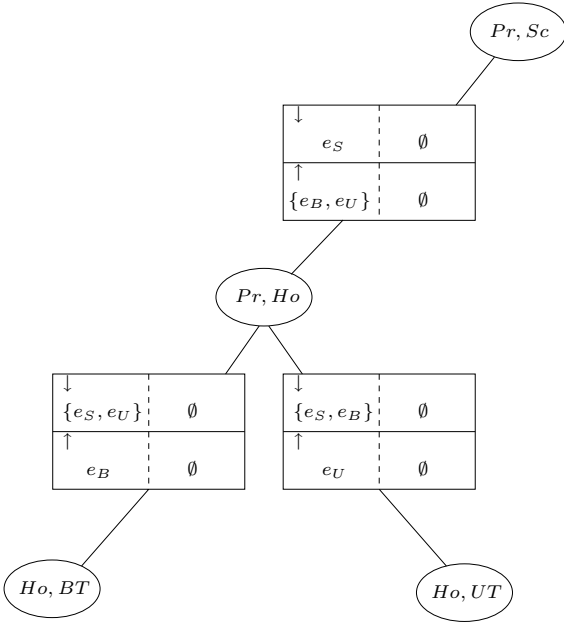 Pr, Sc
↓
e_S ∅
↑
{e_B, e_U} ∅
Pr, Ho
↓ ↓
{e_S, e_U} ∅ {e_S, e_B} ∅
↑ ↑
e_B ∅ e_U ∅
Ho, BT Ho, UT